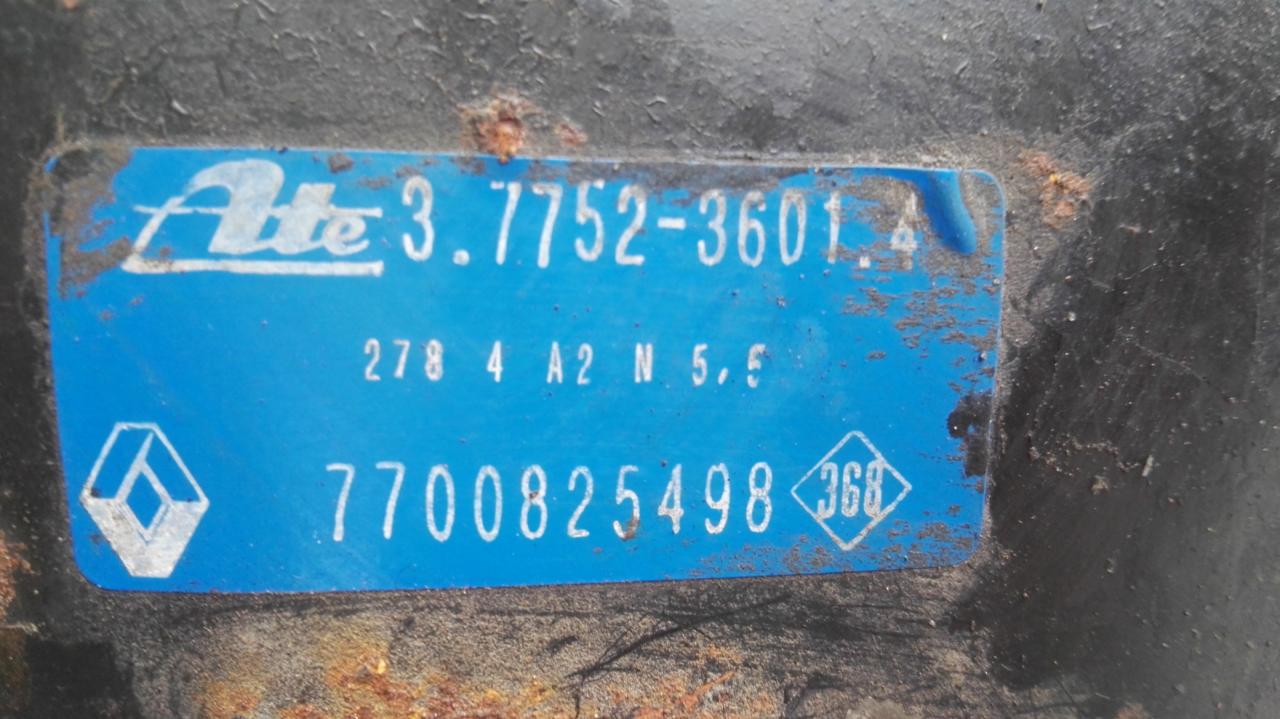 Ate 3.7752-3601.4
278 4 A2 N 5,5
7700825498 368